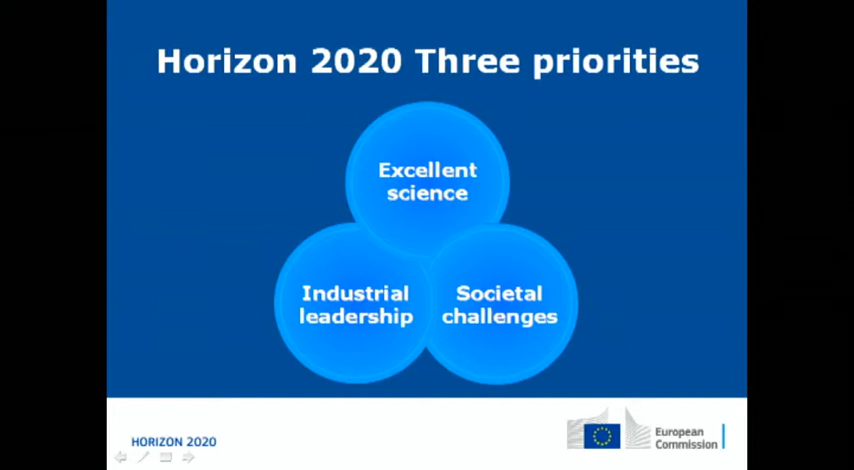 Horizon 2020 Three priorities
Excellent
science
Industrial
leadership
Societal
challenges
HORIZON 2020
European
Commission